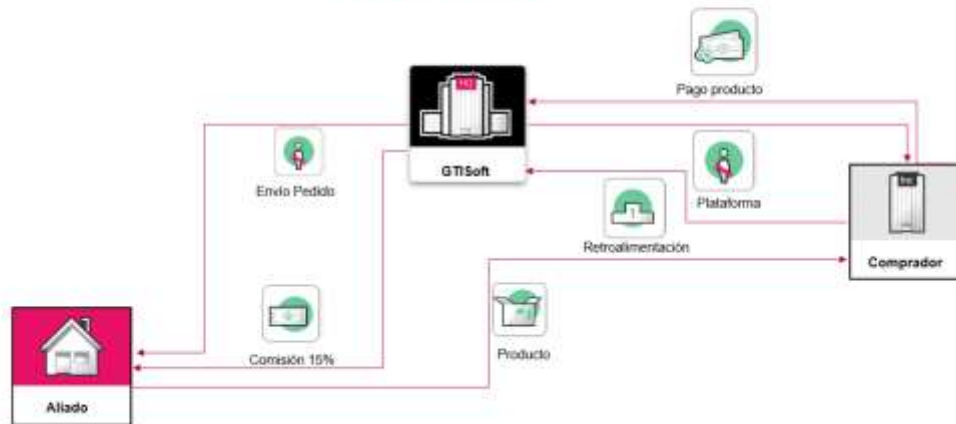 Pago producto
GTISoft
Envío Pedido
Plataforma
Retroalimentación
Comprador
Comisión 15%
Producto
Aliado